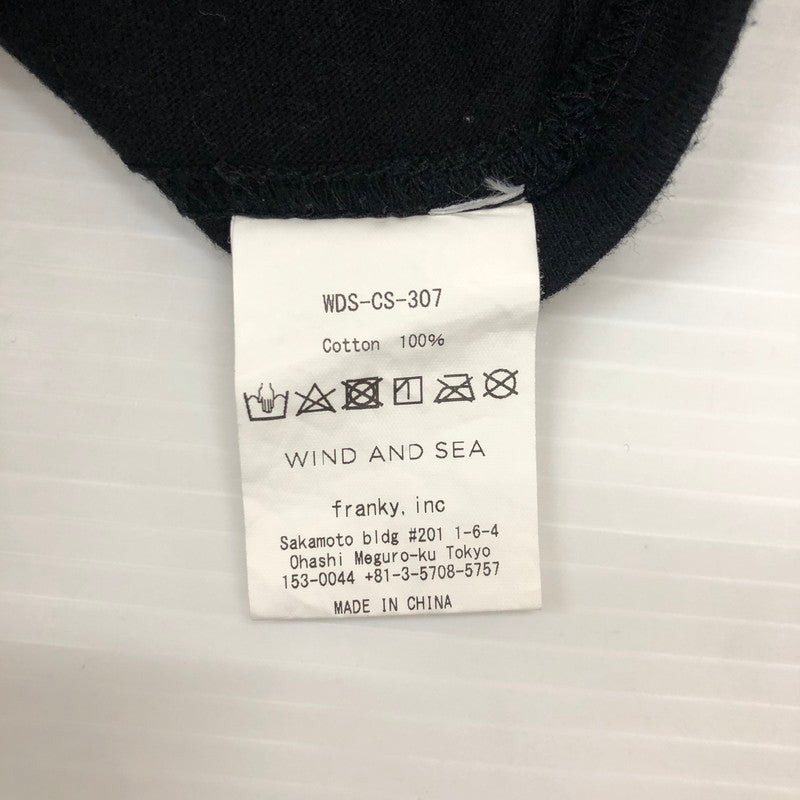 WDS-CS-307
Cotton 100%
WIND AND SEA
franky, inc
Sakamoto bldg #201 1-6-4
Ohashi Meguro-ku Tokyo
153-0044 +81-3-5708-5757
MADE IN CHINA